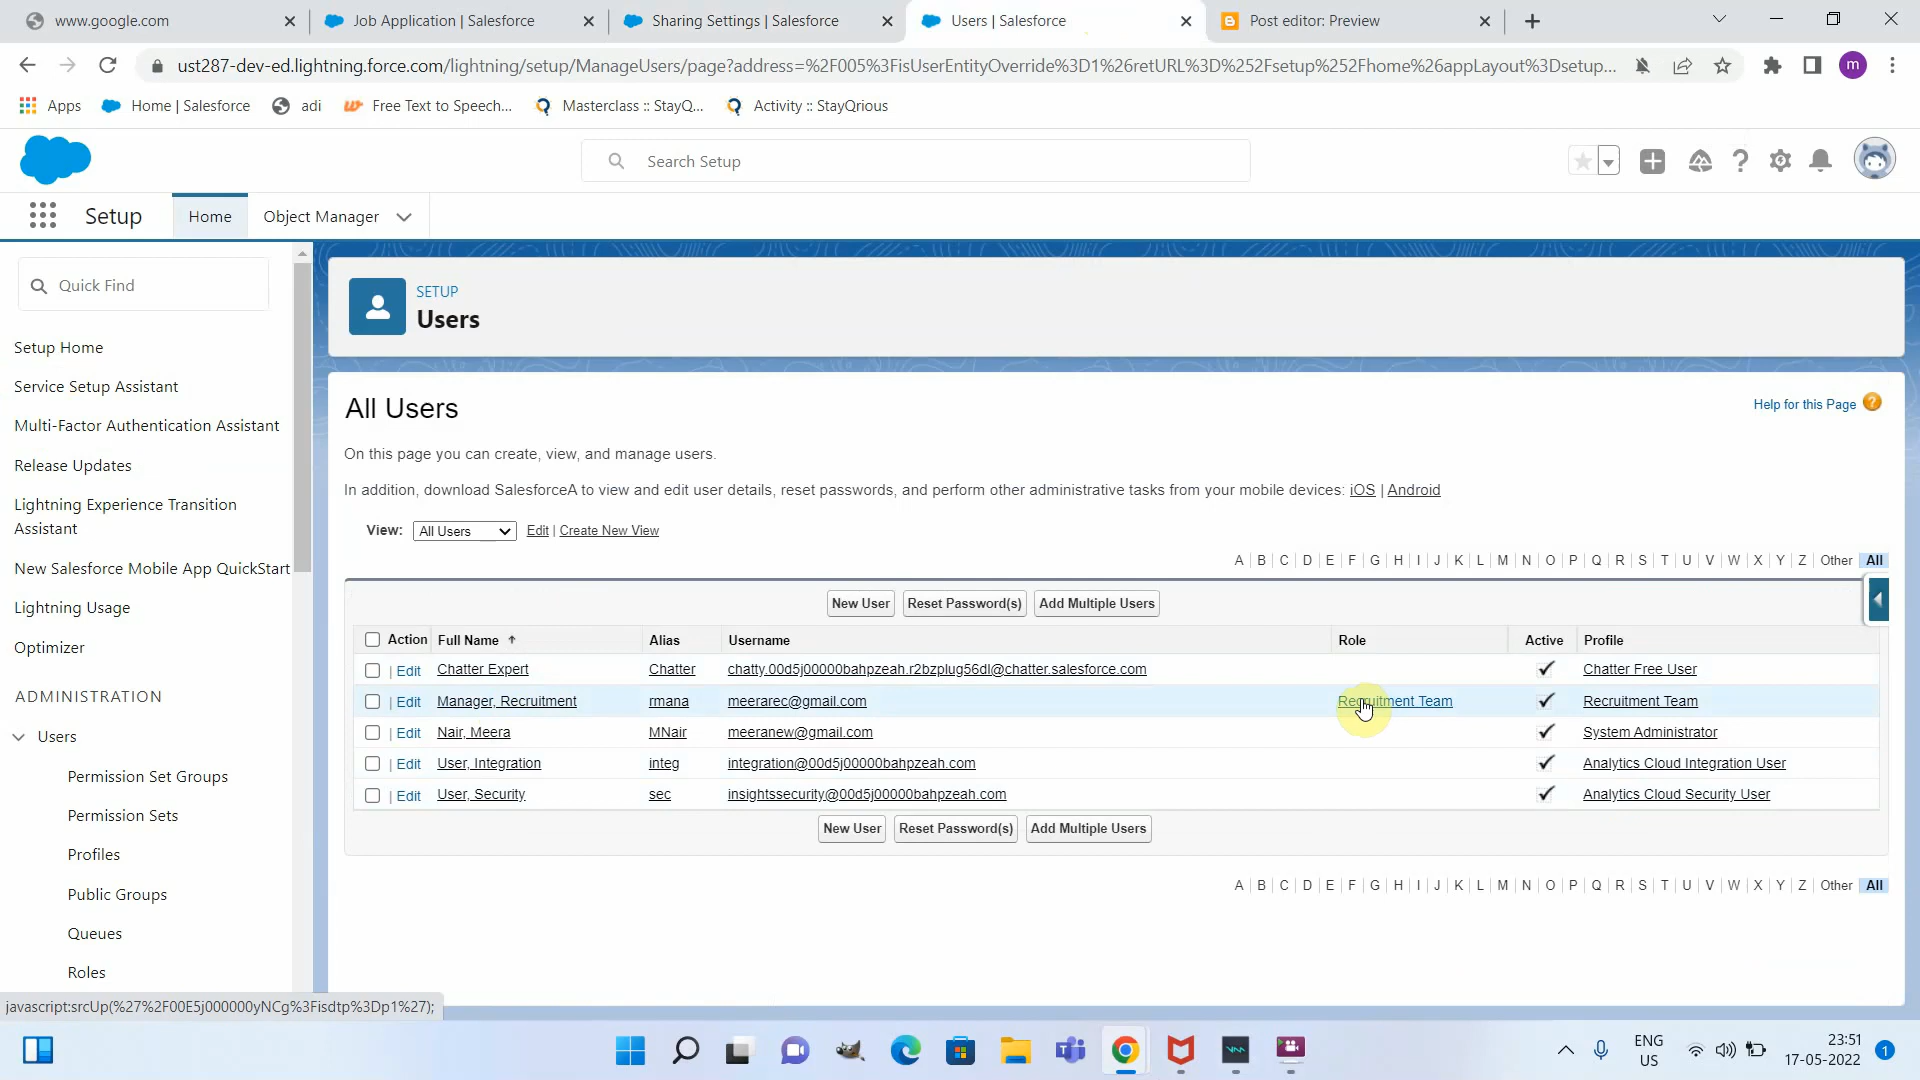 www.google.com
Job Application | Salesforce
Sharing Settings | Salesforce
Users | Salesforce
Post editor: Preview
ust287-dev-ed.lightning.force.com/lightning/setup/ManageUsers/page?address=%2F005%3FisUserEntityOverride%3D1%26retURL%3D%252Fsetup%252Fhome%26appLayout%3Dsetup...
m
Apps
Home | Salesforce
adi
Free Text to Speech...
Masterclass :: StayQ...
Activity :: StayQrious
Search Setup
Setup
Home
Object Manager
Quick Find
Setup Home
Service Setup Assistant
Multi-Factor Authentication Assistant
Release Updates
Lightning Experience Transition
Assistant
New Salesforce Mobile App QuickStart
Lightning Usage
Optimizer
ADMINISTRATION
Users
Permission Set Groups
Permission Sets
Profiles
Public Groups
Queues
Roles
SETUP
Users
All Users
Help for this Page ?
On this page you can create, view, and manage users.
In addition, download SalesforceA to view and edit user details, reset passwords, and perform other administrative tasks from your mobile devices: iOS | Android
View: All Users Edit | Create New View
A | B | C | D | E | F | G | H | I | J | K | L | M | N | O | P | Q | R | S | T | U | V | W | X | Y | Z | Other All
New User Reset Password(s) Add Multiple Users
Action Full Name ↑ Alias Username Role Active Profile
| Edit Chatter Expert Chatter chatty.00d5j00000bahpzeah.r2bzplug56dl@chatter.salesforce.com ✓ Chatter Free User
| Edit Manager, Recruitment rmana meerarec@gmail.com Recruitment Team ✓ Recruitment Team
| Edit Nair, Meera MNair meeranew@gmail.com ✓ System Administrator
| Edit User, Integration integ integration@00d5j00000bahpzeah.com ✓ Analytics Cloud Integration User
| Edit User, Security sec insightssecurity@00d5j00000bahpzeah.com ✓ Analytics Cloud Security User
New User Reset Password(s) Add Multiple Users
A | B | C | D | E | F | G | H | I | J | K | L | M | N | O | P | Q | R | S | T | U | V | W | X | Y | Z | Other All
javascript:srcUp(%27%2F00E5j000000yNCg%3Fisdtp%3Dp1%27);
ENG
US
23:51
17-05-2022
1